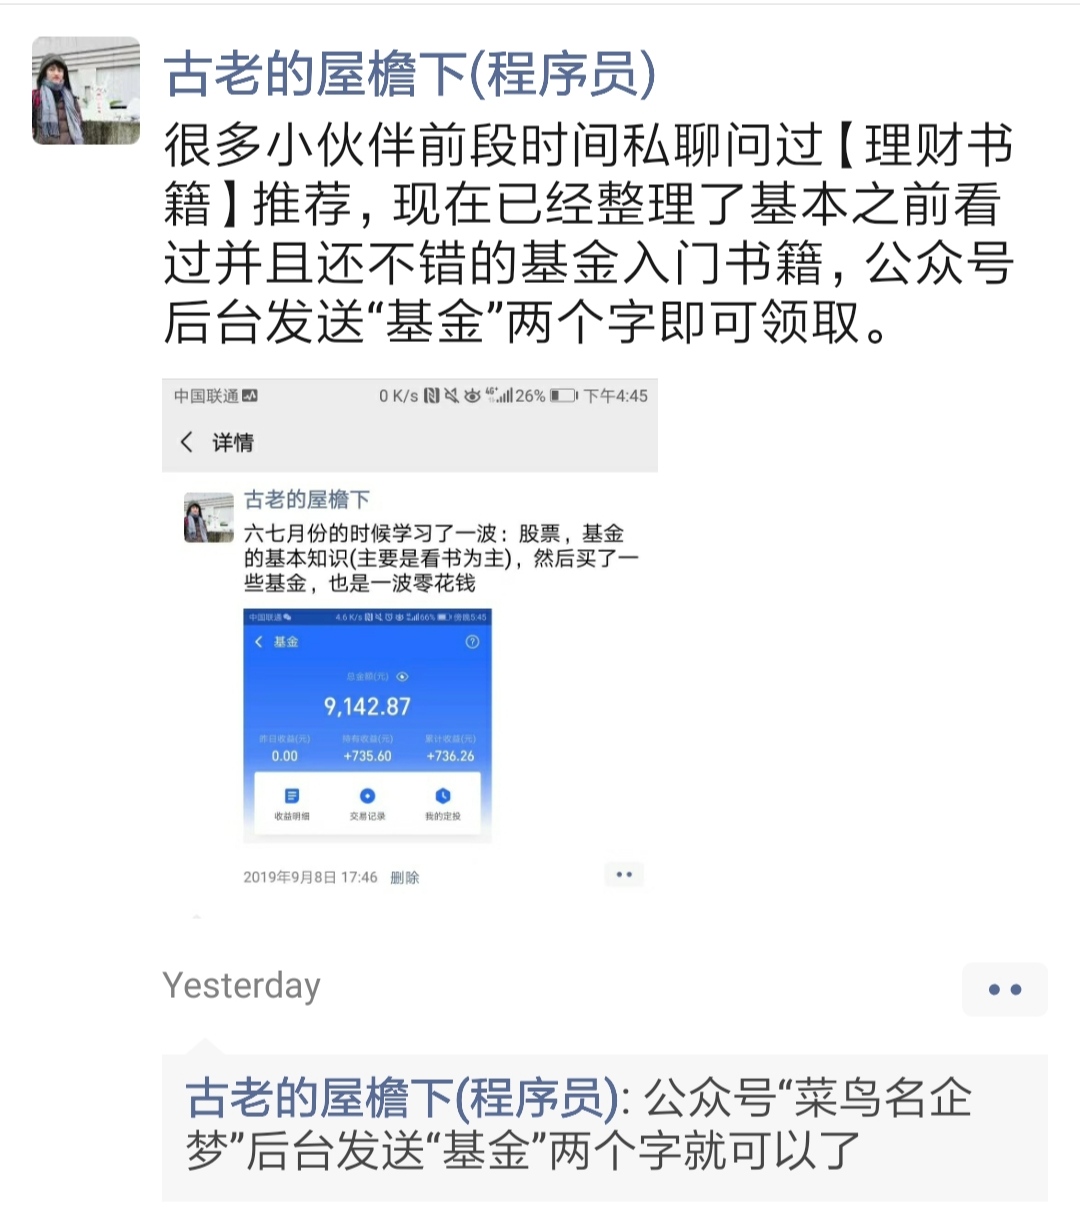 古老的屋檐下(程序员)
很多小伙伴前段时间私聊问过【理财书
籍】推荐，现在已经整理了基本之前看
过并且还不错的基金入门书籍，公众号
后台发送“基金”两个字即可领取。
中国联通 0 K/s 4G+ 26% 下午4:45
详情
古老的屋檐下
六七月份的时候学习了一波：股票，基金
的基本知识(主要是看书为主)，然后买了一
些基金，也是一波零花钱
中国联通 4.6 K/s 66% 傍晚5:45
基金
总金额(元)
9,142.87
昨日收益(元) 持有收益(元) 累计收益(元)
0.00 +735.60 +736.26
收益明细 交易记录 我的定投
2019年9月8日 17:46 删除
Yesterday
古老的屋檐下(程序员): 公众号“菜鸟名企
梦”后台发送“基金”两个字就可以了